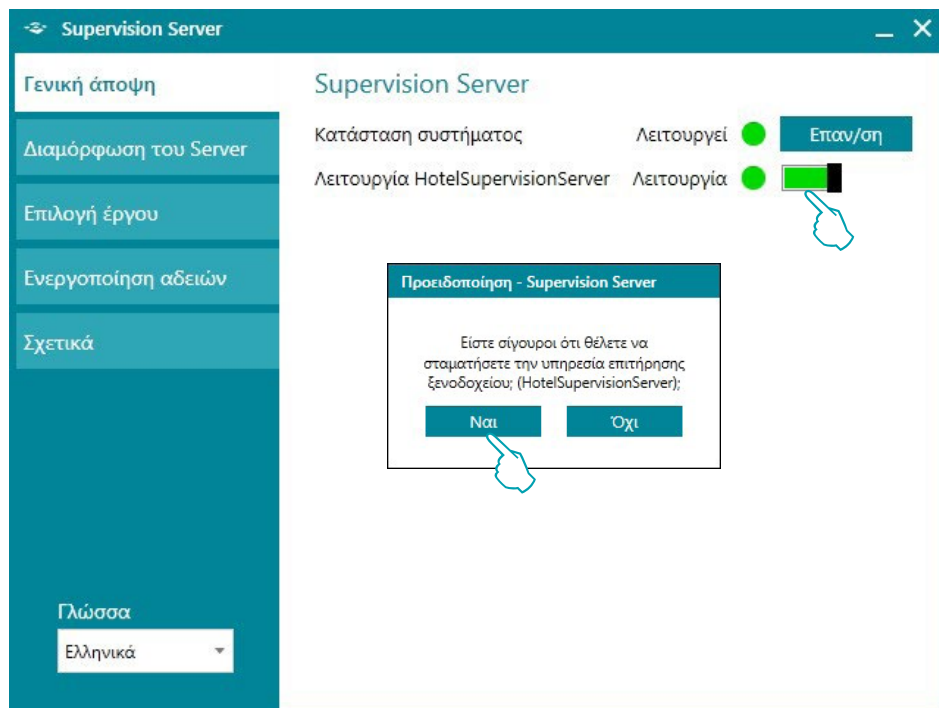 Supervision Server
Γενική άποψη
Διαμόρφωση του Server
Επιλογή έργου
Ενεργοποίηση αδειών
Σχετικά
Γλώσσα
Ελληνικά
Supervision Server
Κατάσταση συστήματος Λειτουργεί Επαν/ση
Λειτουργία HotelSupervisionServer Λειτουργία
Προειδοποίηση - Supervision Server
Είστε σίγουροι ότι θέλετε να
σταματήσετε την υπηρεσία επιτήρησης
ξενοδοχείου; (HotelSupervisionServer);
Ναι Όχι